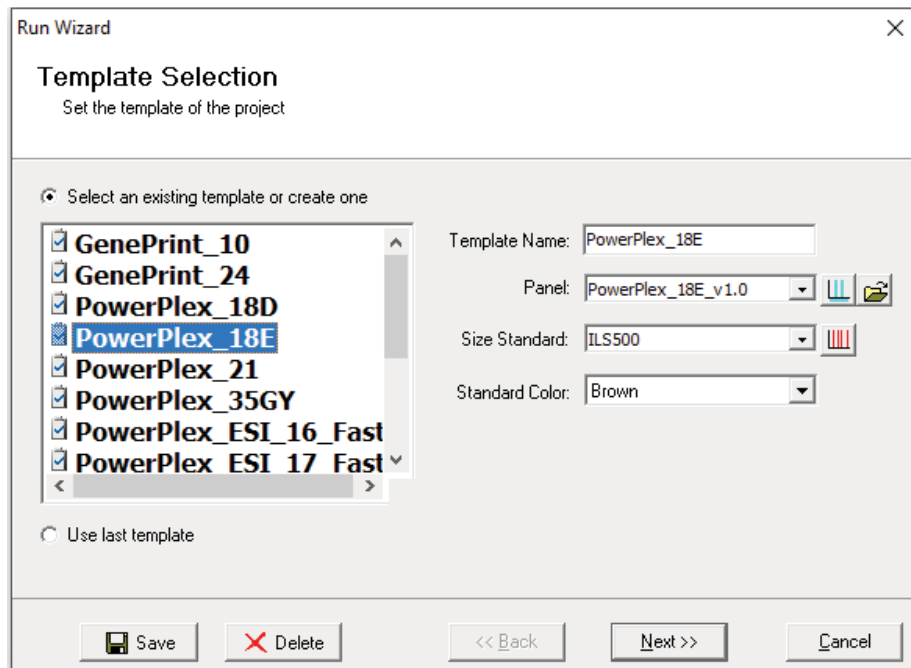 Run Wizard
Template Selection
Set the template of the project
Select an existing template or create one
GenePrint_10
GenePrint_24
PowerPlex_18D
PowerPlex_18E
PowerPlex_21
PowerPlex_35GY
PowerPlex_ESI_16_Fast
PowerPlex_ESI_17_Fast
Template Name: PowerPlex_18E
Panel: PowerPlex_18E_v1.0
Size Standard: ILS500
Standard Color: Brown
Use last template
Save Delete << Back Next >> Cancel